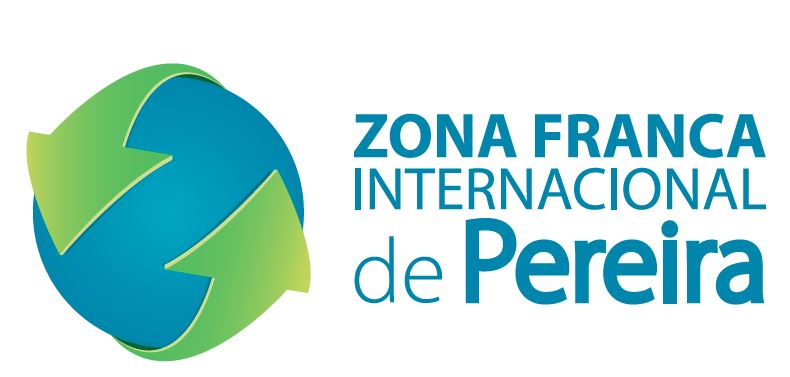 ZONA FRANCA
INTERNACIONAL
de Pereira